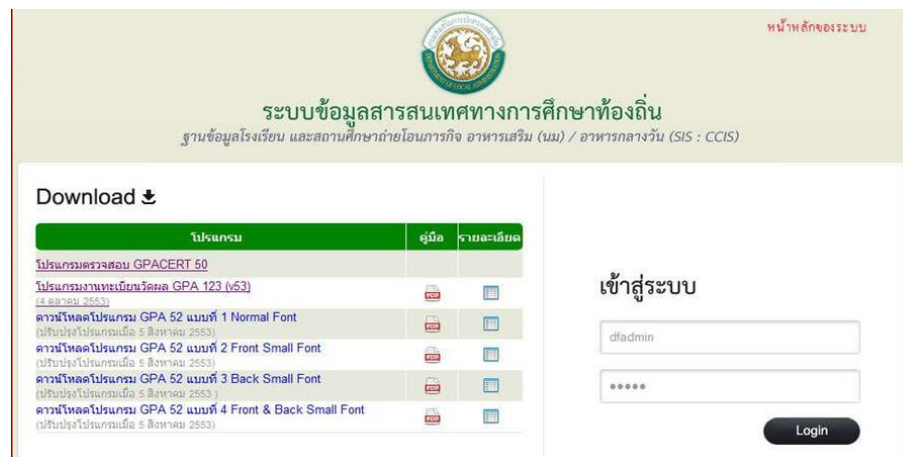 หน้าหลักของระบบ
ระบบข้อมูลสารสนเทศทางการศึกษาท้องถิ่น
ฐานข้อมูลโรงเรียน และสถานศึกษาถ่ายโอนภารกิจ อาหารเสริม (นม) / อาหารกลางวัน (SIS : CCIS)
Download
โปรแกรม คู่มือ รายละเอียด
โปรแกรมตรวจสอบ GPACERT 50
โปรแกรมงานทะเบียนวัดผล GPA 123 (v53)
(4 ตุลาคม 2553)
ดาวน์โหลดโปรแกรม GPA 52 แบบที่ 1 Normal Font
(ปรับปรุงโปรแกรมเมื่อ 5 สิงหาคม 2553)
ดาวน์โหลดโปรแกรม GPA 52 แบบที่ 2 Front Small Font
(ปรับปรุงโปรแกรมเมื่อ 5 สิงหาคม 2553)
ดาวน์โหลดโปรแกรม GPA 52 แบบที่ 3 Back Small Font
(ปรับปรุงโปรแกรมเมื่อ 5 สิงหาคม 2553 )
ดาวน์โหลดโปรแกรม GPA 52 แบบที่ 4 Front & Back Small Font
(ปรับปรุงโปรแกรมเมื่อ 5 สิงหาคม 2553)
เข้าสู่ระบบ
dfadmin
Login